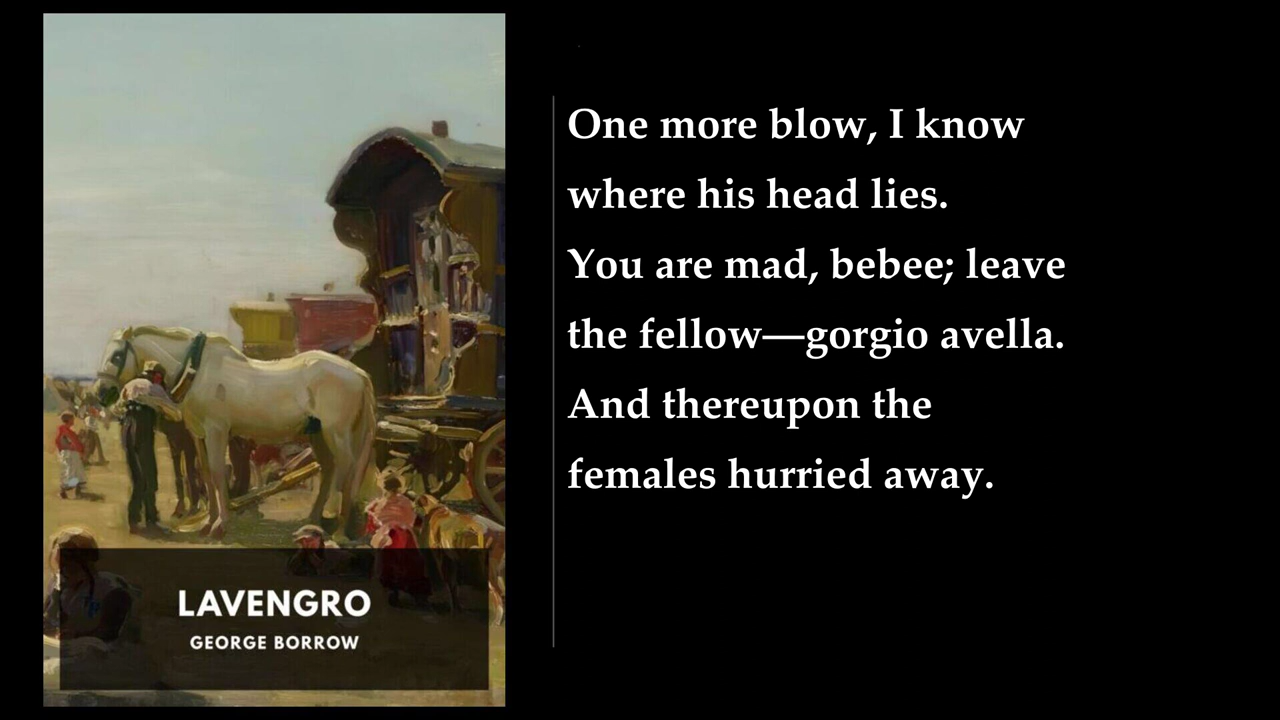 LAVENGRO
GEORGE BORROW
One more blow, I know
where his head lies.
You are mad, bebee; leave
the fellow—gorgio avella.
And thereupon the
females hurried away.